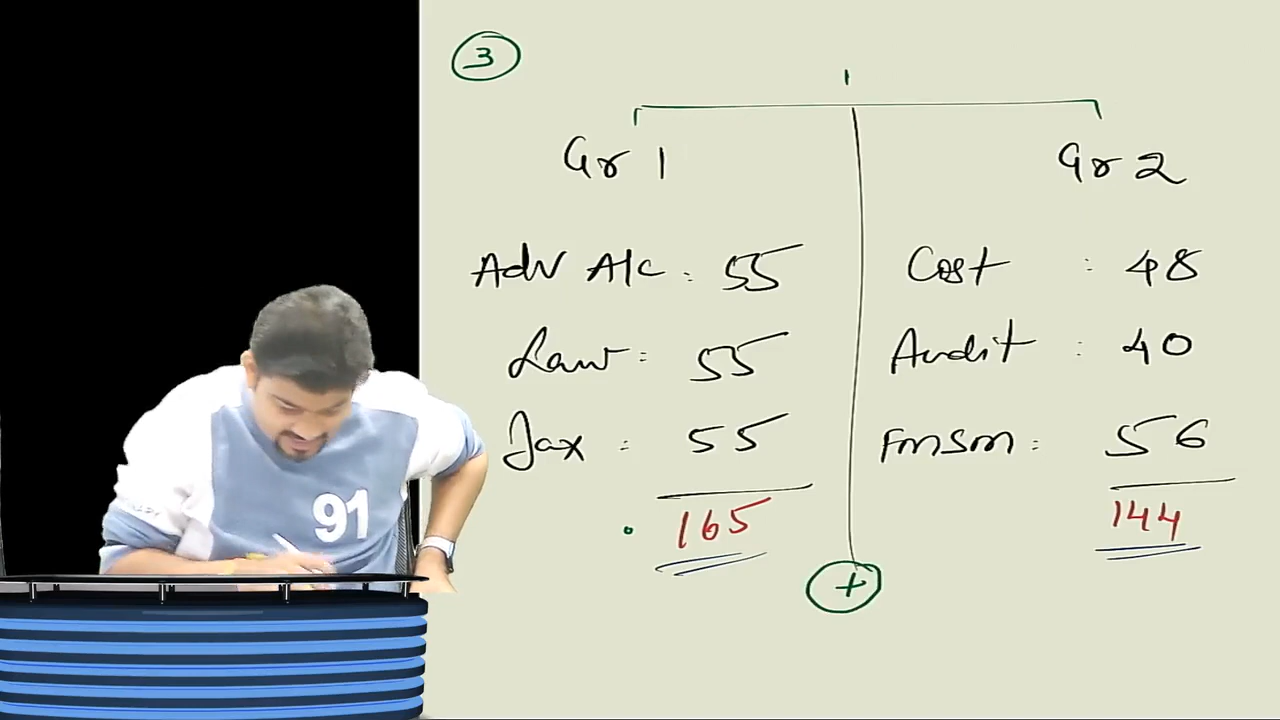 3
Gr 1
Adv A/c : 55
Law : 55
Tax : 55
165
Gr 2
Cost : 48
Audit : 40
FMSM : 56
144
+
91